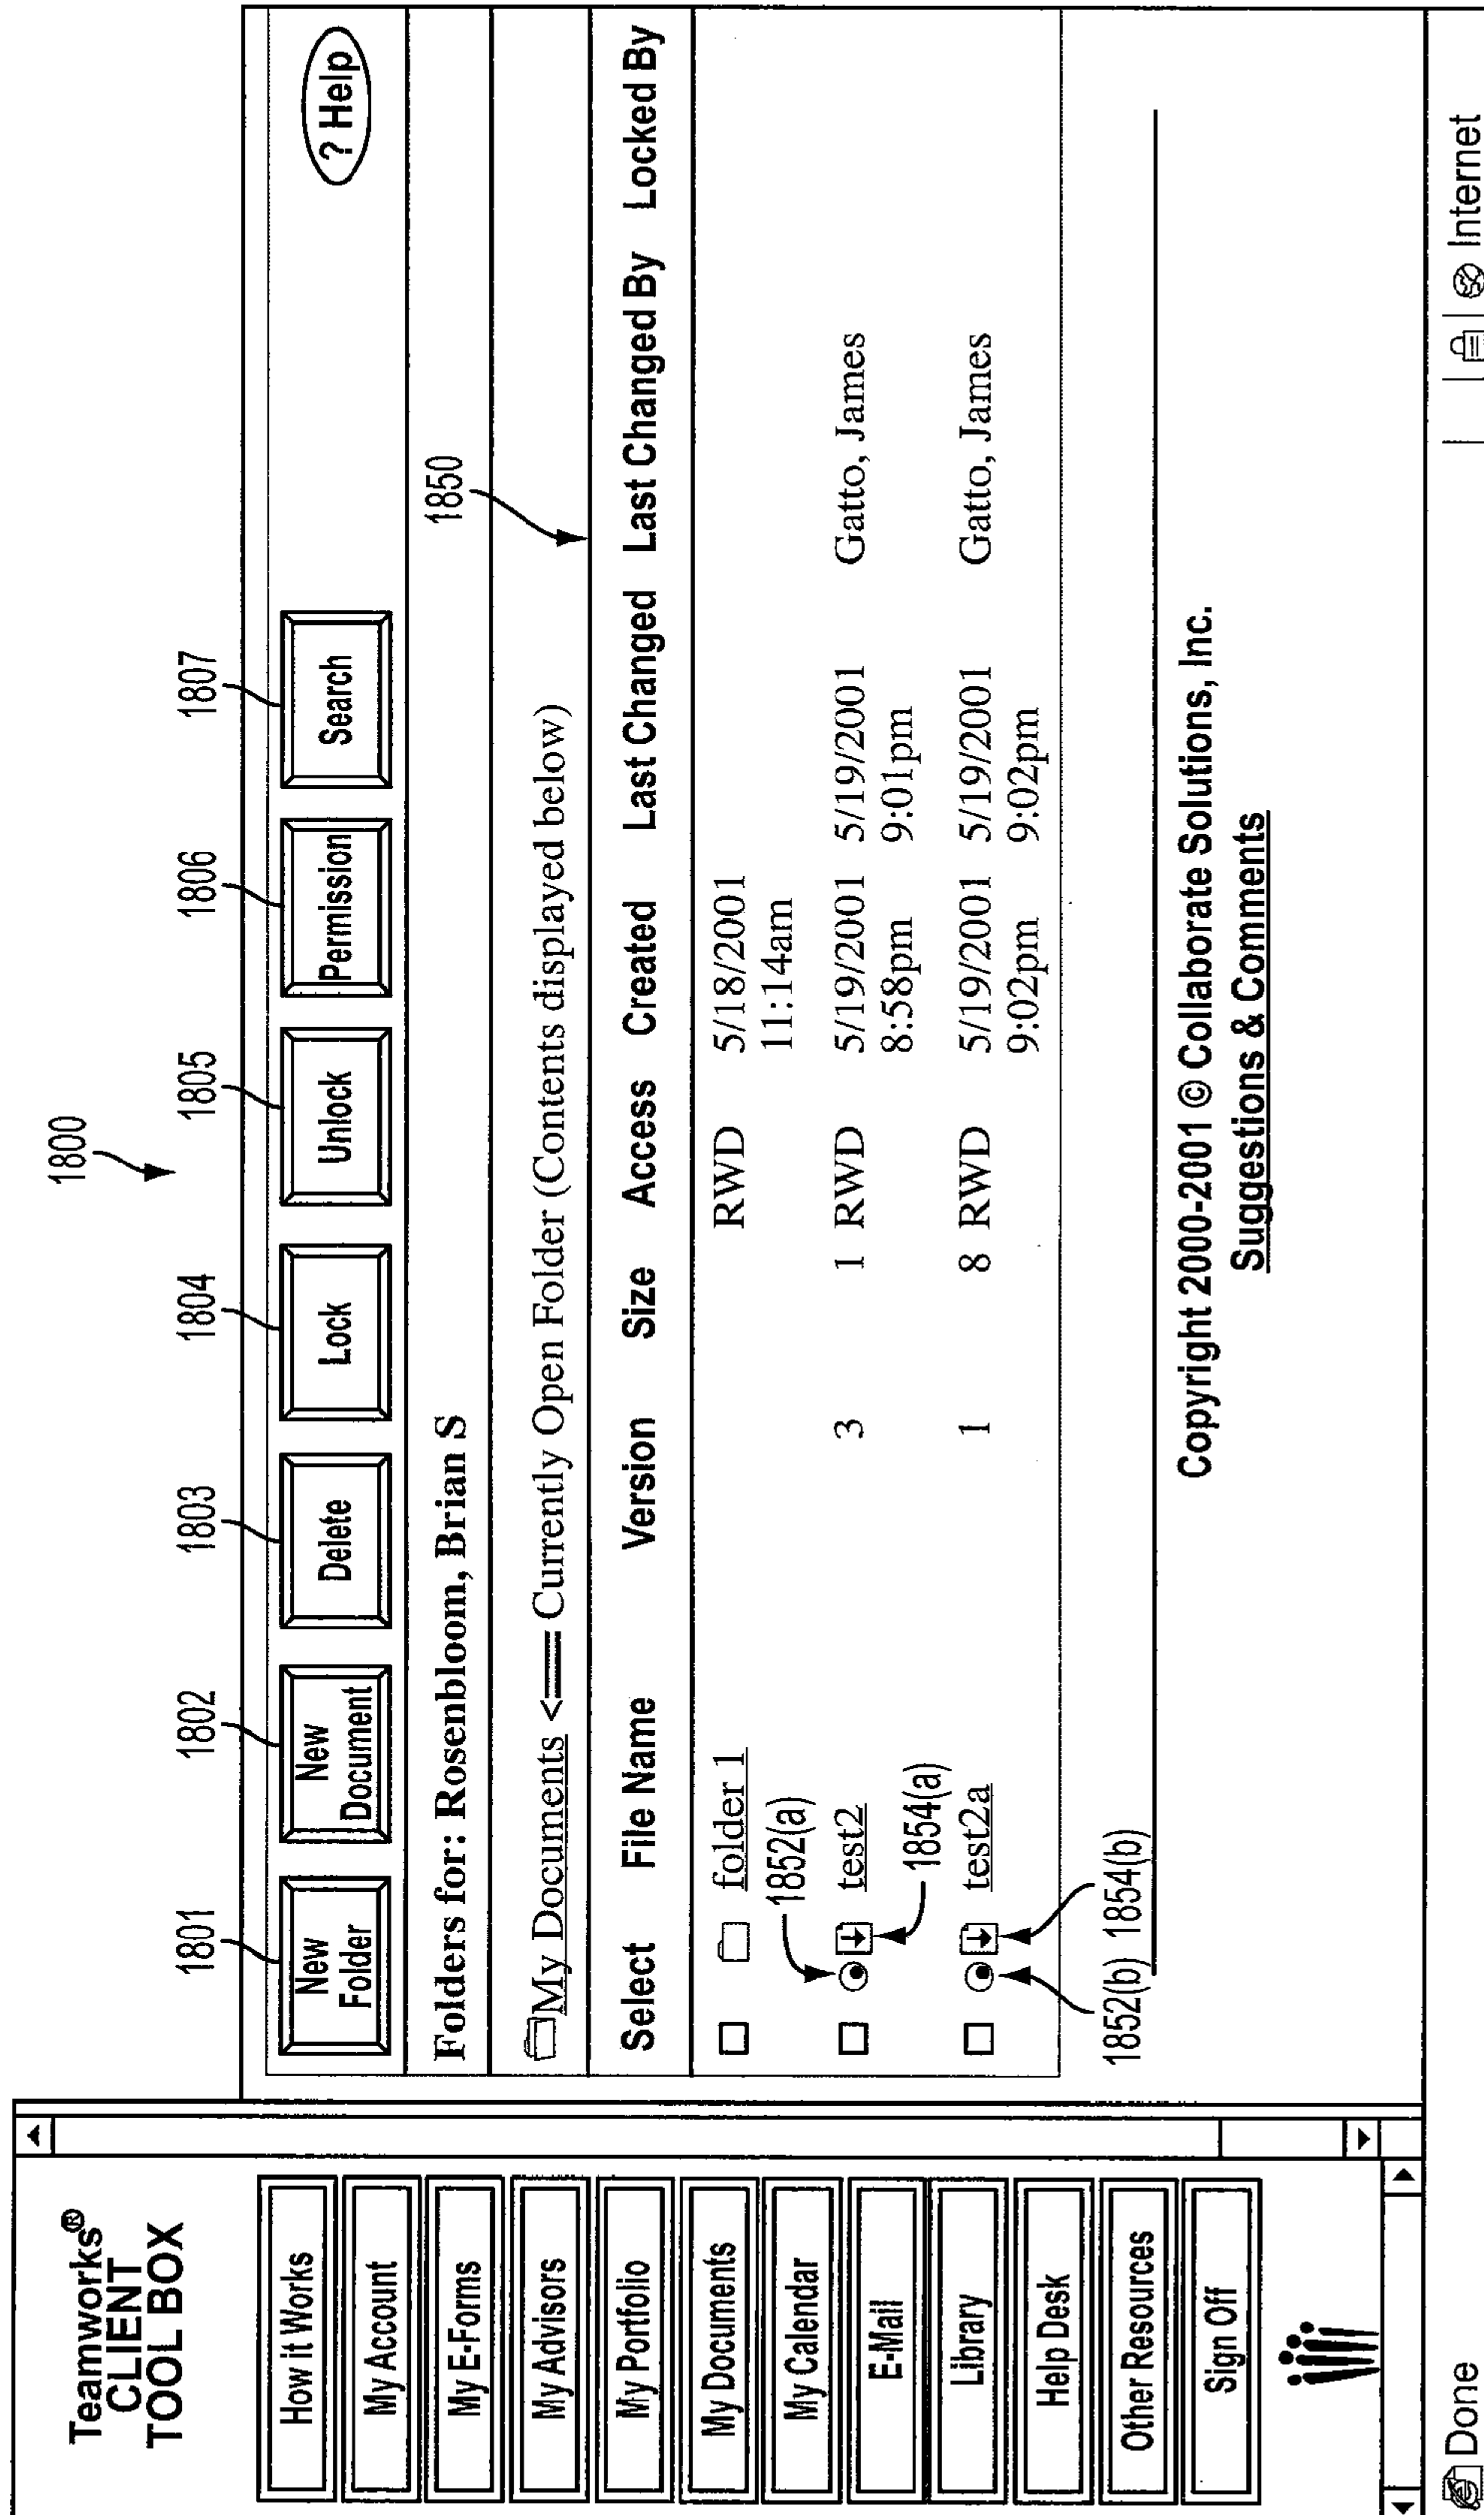 1800
Teamworks®
CLIENT
TOOL BOX
How it Works
My Account
My E-Forms
My Advisors
My Portfolio
My Documents
My Calendar
E-Mail
Library
Help Desk
Other Resources
Sign Off
1801 1802 1803 1804 1805 1806 1807
New Folder New Document Delete Lock Unlock Permission Search ? Help
Folders for: Rosenbloom, Brian S
1850
My Documents <== Currently Open Folder (Contents displayed below)
Select File Name Version Size Access Created Last Changed Last Changed By Locked By
folder 1 RWD 5/18/2001
11:14am
1852(a)
test2 3 1 RWD 5/19/2001 5/19/2001 Gatto, James
8:58pm 9:01pm
1854(a)
test2a 1 8 RWD 5/19/2001 5/19/2001 Gatto, James
9:02pm 9:02pm
1852(b) 1854(b)
Copyright 2000-2001 © Collaborate Solutions, Inc.
Suggestions & Comments
Done Internet